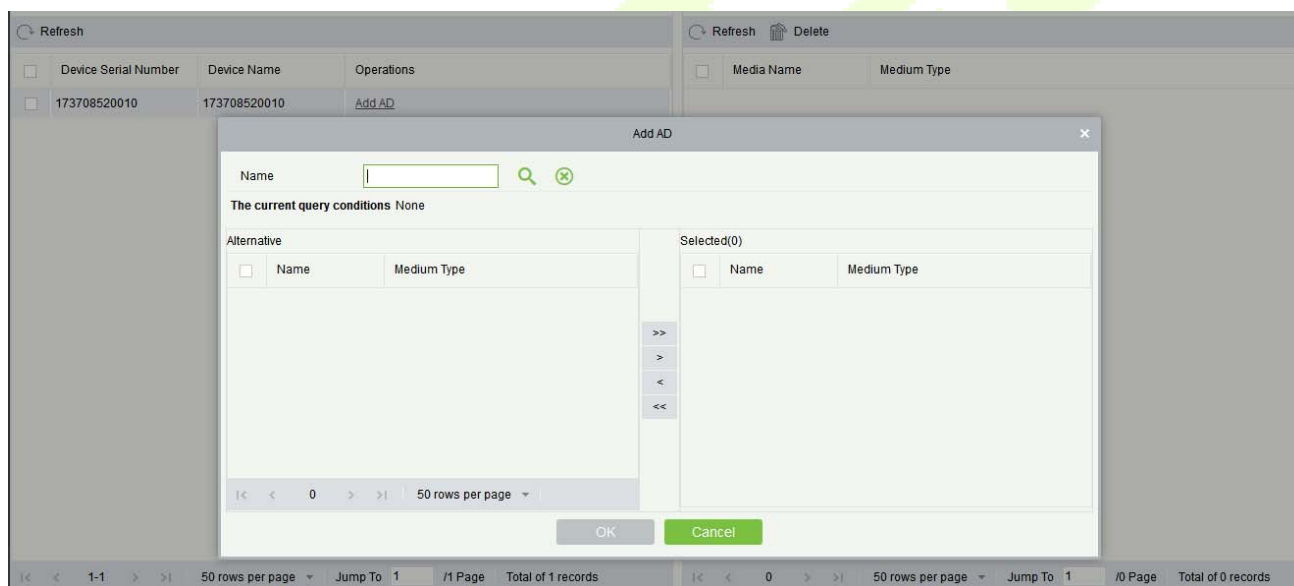 Refresh
Refresh Delete
Device Serial Number Device Name Operations
Media Name Medium Type
173708520010 173708520010 Add AD
Add AD
Name
The current query conditions None
Alternative
Selected(0)
Name Medium Type
Name Medium Type
>>
>
<
<<
|< < 0 > >| 50 rows per page
OK Cancel
|< < 1-1 > >| 50 rows per page Jump To 1 /1 Page Total of 1 records
|< < 0 > >| 50 rows per page Jump To 1 /0 Page Total of 0 records